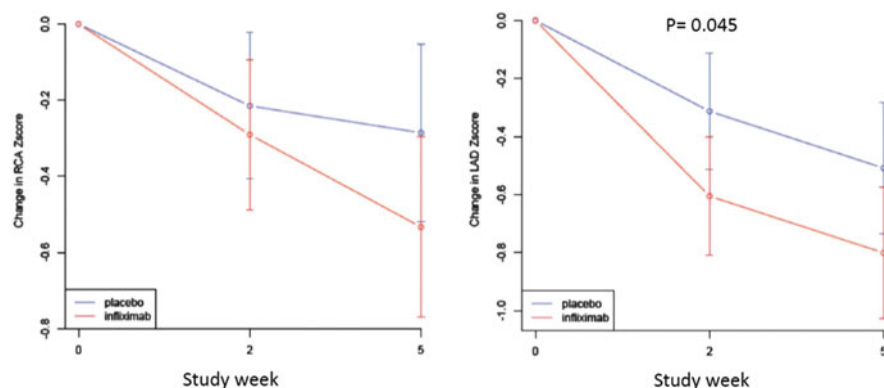 Change in RCA Zscore
0.0
-0.2
-0.4
-0.6
-0.8
placebo
infliximab
0
2
5
Study week
P= 0.045
Change in LAD Zscore
0.0
-0.2
-0.4
-0.6
-0.8
-1.0
placebo
infliximab
0
2
5
Study week